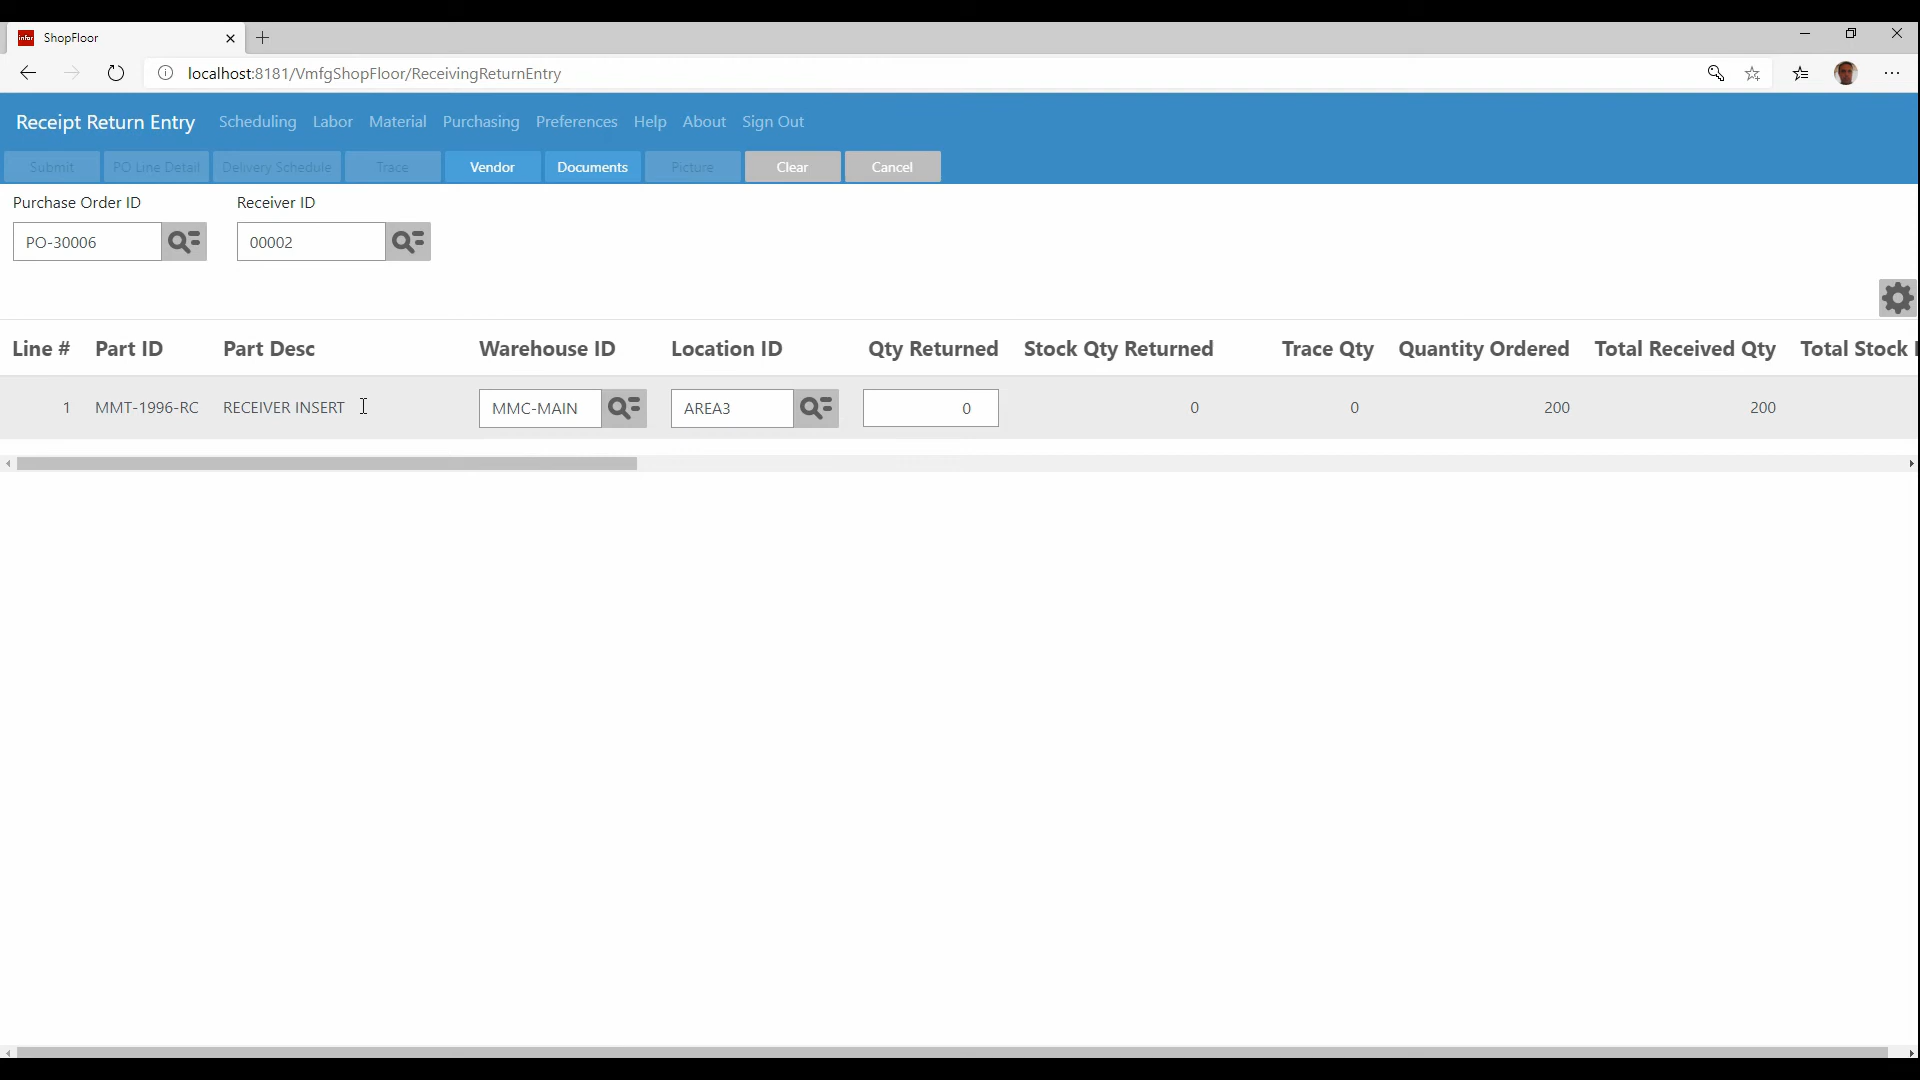 infor ShopFloor
localhost:8181/VmfgShopFloor/ReceivingReturnEntry
Receipt Return Entry Scheduling Labor Material Purchasing Preferences Help About Sign Out
Submit PO Line Detail Delivery Schedule Trace Vendor Documents Picture Clear Cancel
Purchase Order ID Receiver ID
PO-30006 00002
Line # Part ID Part Desc Warehouse ID Location ID Qty Returned Stock Qty Returned Trace Qty Quantity Ordered Total Received Qty Total Stock
1 MMT-1996-RC RECEIVER INSERT MMC-MAIN AREA3 0 0 0 200 200